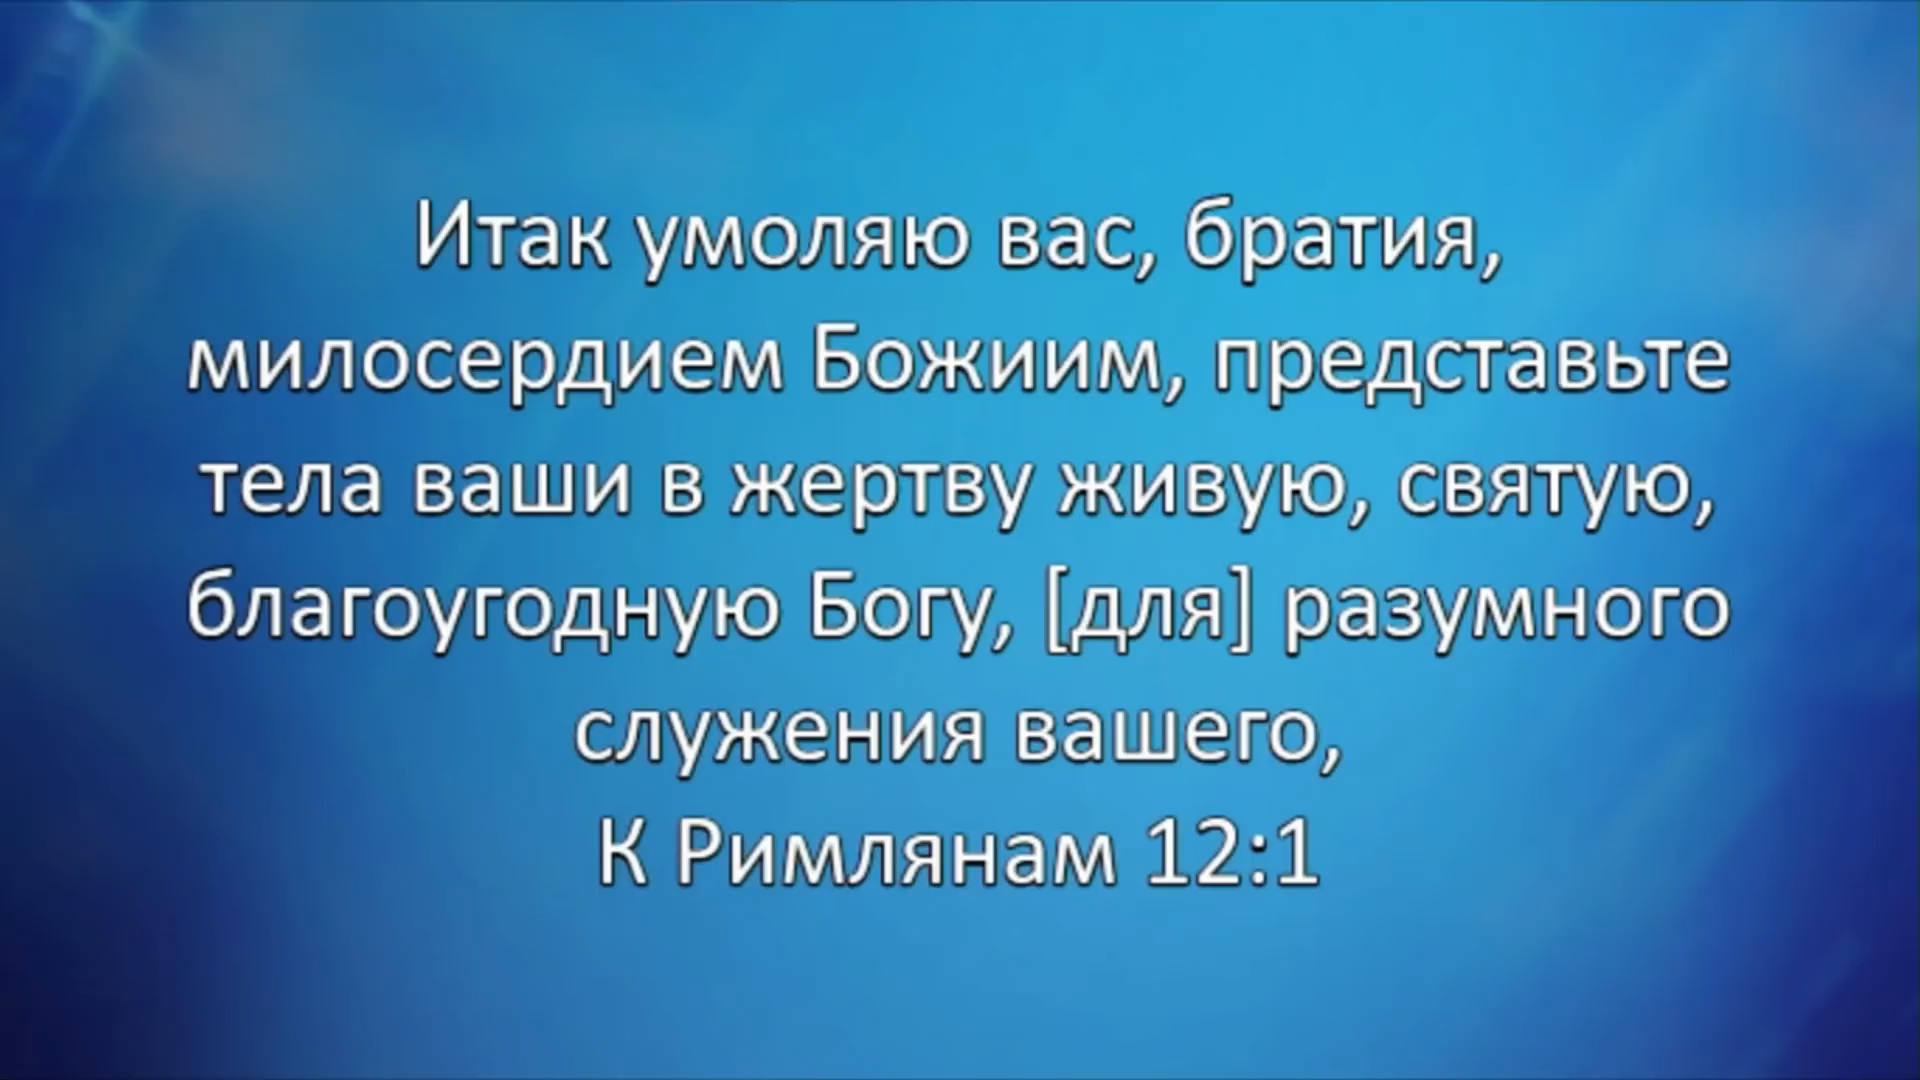 Итак умоляю вас, братия,
милосердием Божиим, представьте
тела ваши в жертву живую, святую,
благоугодную Богу, [для] разумного
служения вашего,
К Римлянам 12:1